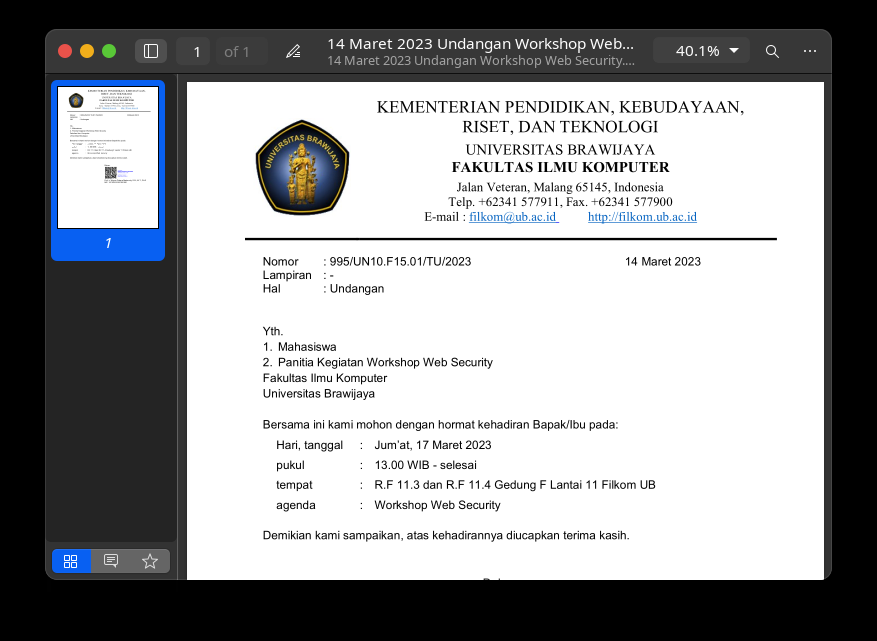 1 of 1
14 Maret 2023 Undangan Workshop Web...
14 Maret 2023 Undangan Workshop Web Security....
40.1%
1
UNIVERSITAS BRAWIJAYA
KEMENTERIAN PENDIDIKAN, KEBUDAYAAN,
RISET, DAN TEKNOLOGI
UNIVERSITAS BRAWIJAYA
FAKULTAS ILMU KOMPUTER
Jalan Veteran, Malang 65145, Indonesia
Telp. +62341 577911, Fax. +62341 577900
E-mail : filkom@ub.ac.id http://filkom.ub.ac.id
Nomor : 995/UN10.F15.01/TU/2023 14 Maret 2023
Lampiran : -
Hal : Undangan
Yth.
1. Mahasiswa
2. Panitia Kegiatan Workshop Web Security
Fakultas Ilmu Komputer
Universitas Brawijaya
Bersama ini kami mohon dengan hormat kehadiran Bapak/Ibu pada:
Hari, tanggal : Jum'at, 17 Maret 2023
pukul : 13.00 WIB - selesai
tempat : R.F 11.3 dan R.F 11.4 Gedung F Lantai 11 Filkom UB
agenda : Workshop Web Security
Demikian kami sampaikan, atas kehadirannya diucapkan terima kasih.